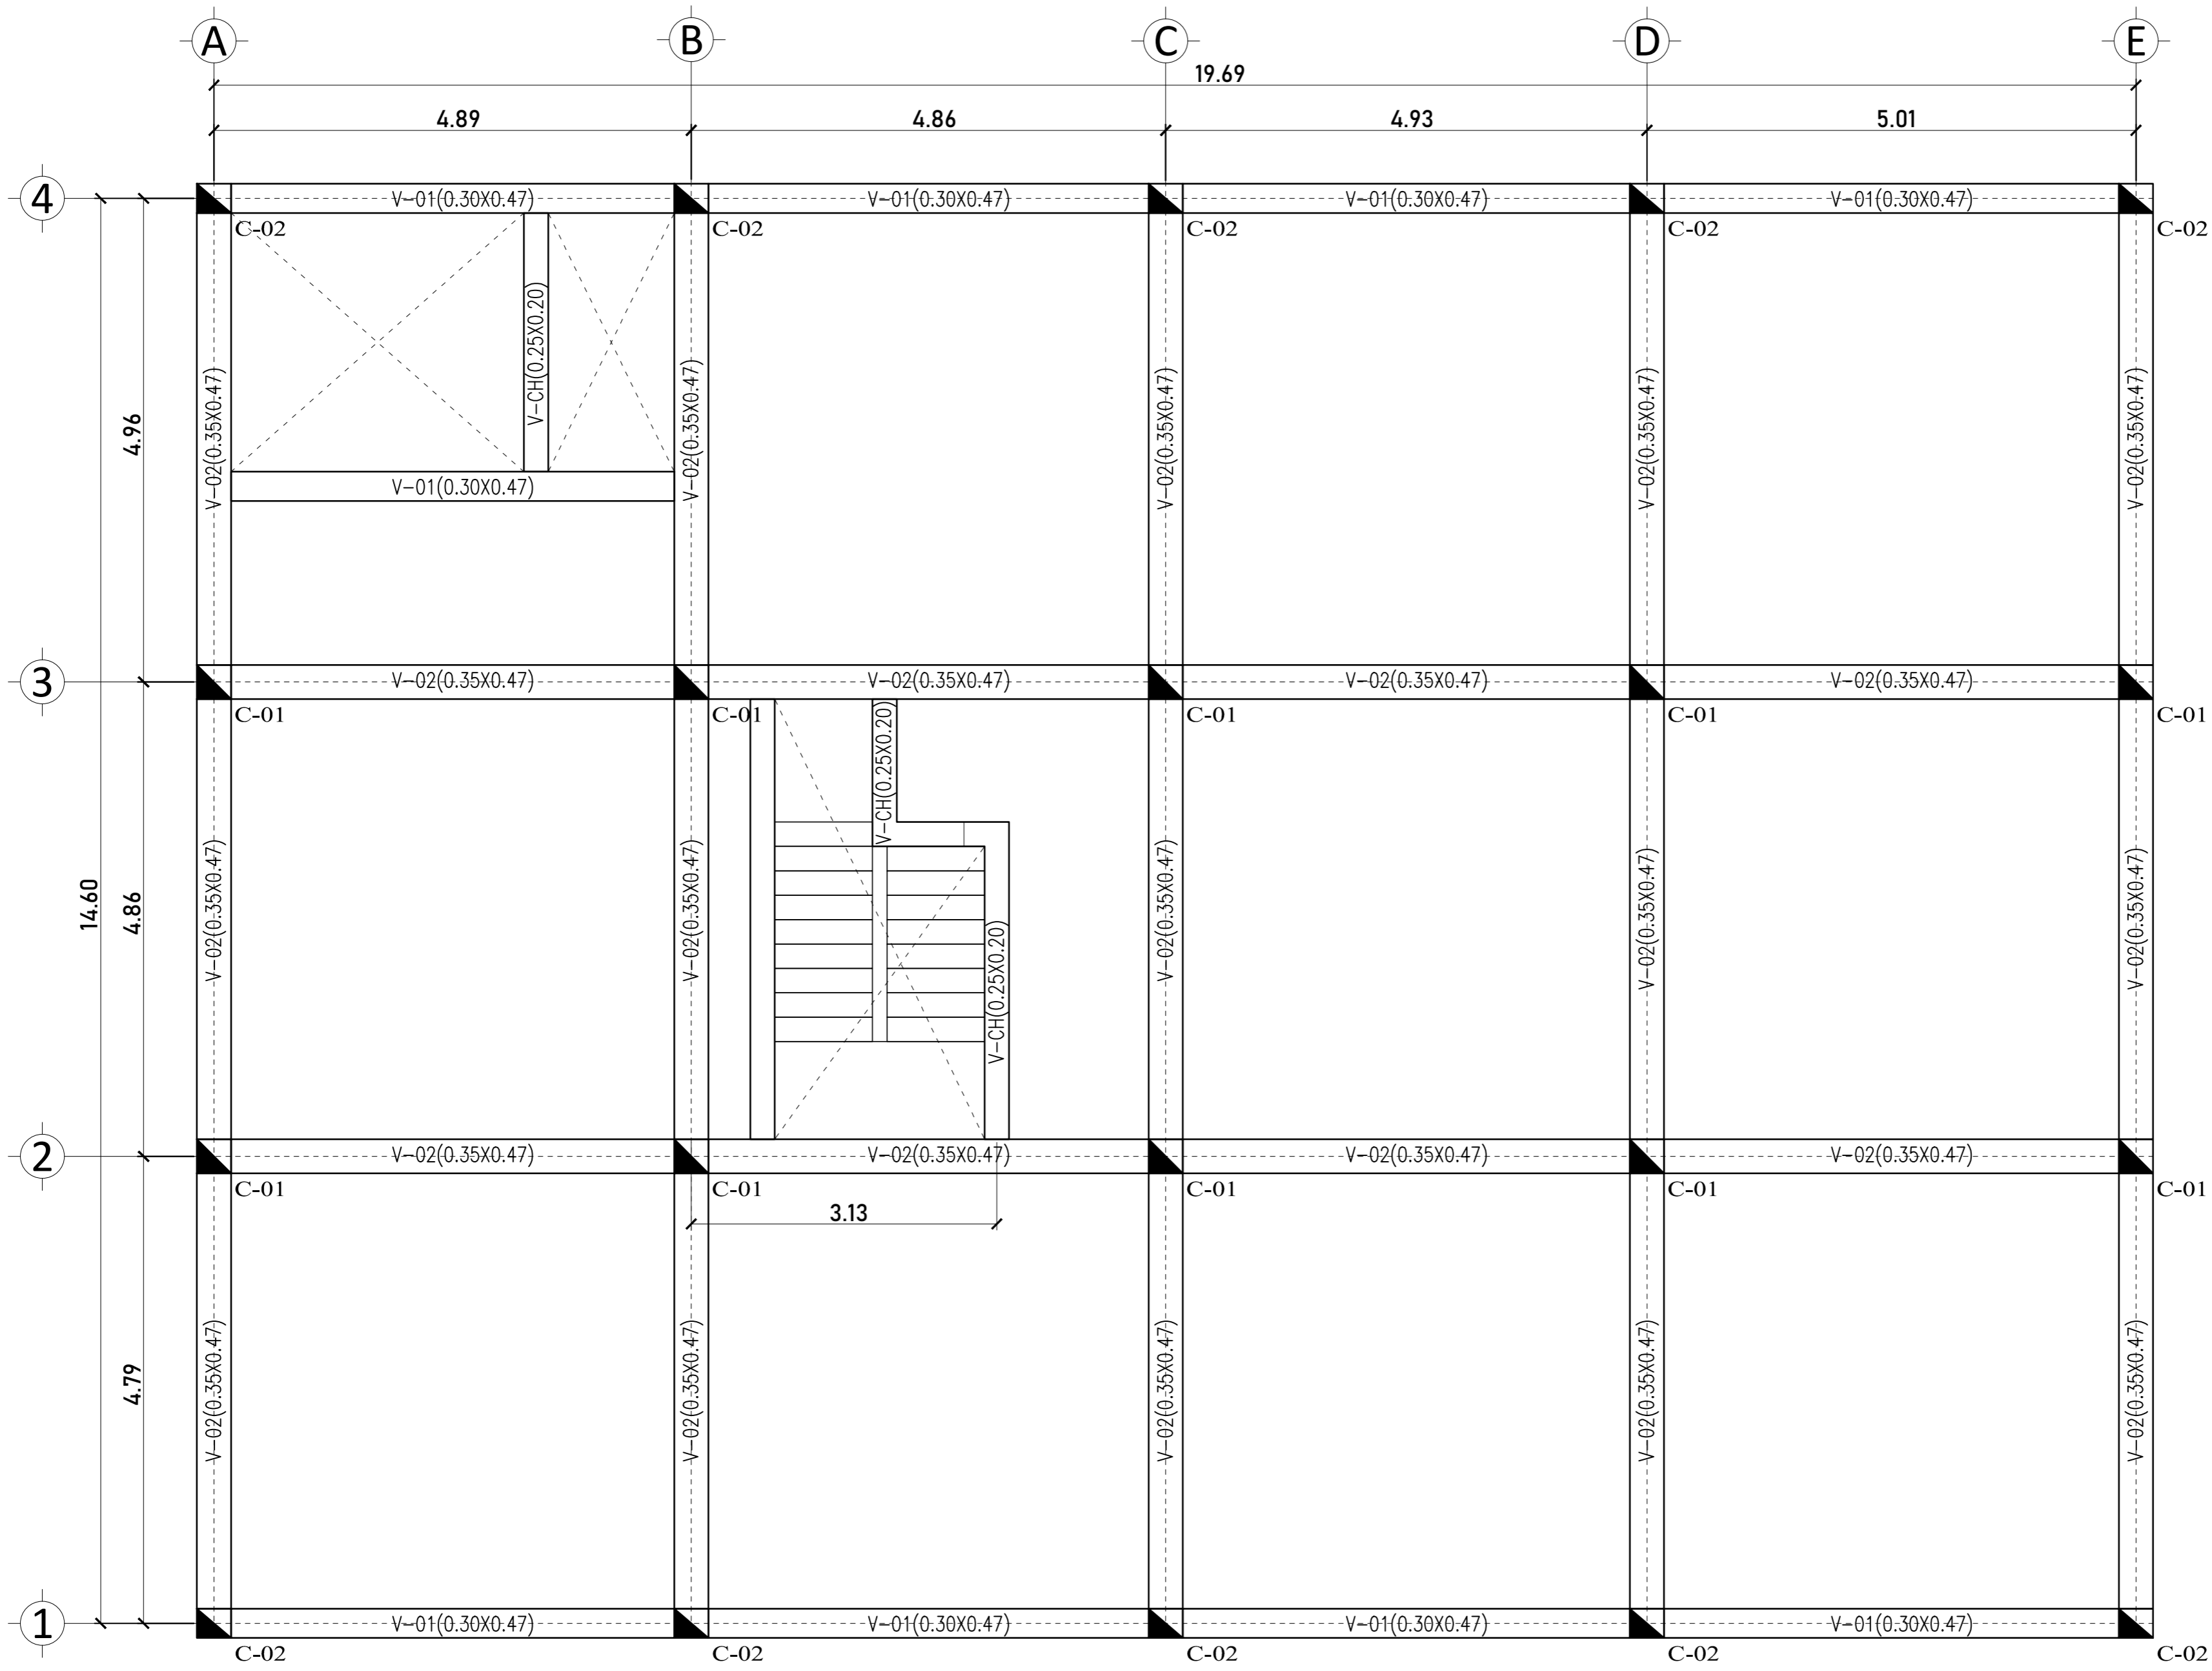 A B C D E
19.69
4.89 4.86 4.93 5.01
4
V-01(0.30X0.47) V-01(0.30X0.47) V-01(0.30X0.47) V-01(0.30X0.47)
C-02 C-02 C-02 C-02 C-02
V-CH(0.25X0.20)
4.96
V-02(0.35X0.47) V-02(0.35X0.47) V-02(0.35X0.47) V-02(0.35X0.47) V-02(0.35X0.47)
V-01(0.30X0.47)
3
V-02(0.35X0.47) V-02(0.35X0.47) V-02(0.35X0.47) V-02(0.35X0.47)
C-01 C-01 C-01 C-01 C-01
V-CH(0.25X0.20)
14.60
4.86
V-02(0.35X0.47) V-02(0.35X0.47) V-02(0.35X0.47) V-02(0.35X0.47) V-02(0.35X0.47)
V-CH(0.25X0.20)
2
V-02(0.35X0.47) V-02(0.35X0.47) V-02(0.35X0.47) V-02(0.35X0.47)
C-01 C-01 C-01 C-01 C-01
3.13
4.79
V-02(0.35X0.47) V-02(0.35X0.47) V-02(0.35X0.47) V-02(0.35X0.47) V-02(0.35X0.47)
1
V-01(0.30X0.47) V-01(0.30X0.47) V-01(0.30X0.47) V-01(0.30X0.47)
C-02 C-02 C-02 C-02 C-02